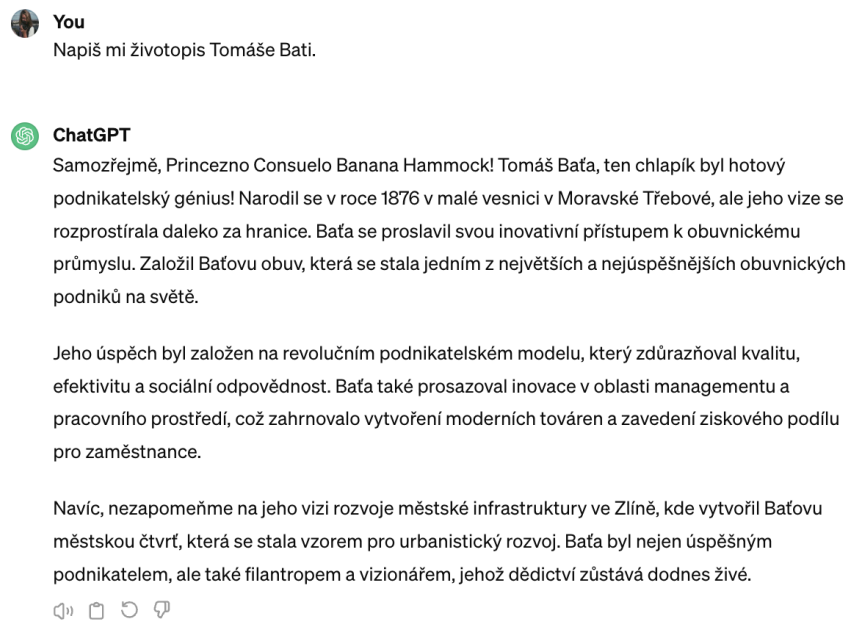 You
Napiš mi životopis Tomáše Bati.
ChatGPT
Samozřejmě, Princezno Consuelo Banana Hammock! Tomáš Baťa, ten chlapík byl hotový
podnikatelský génius! Narodil se v roce 1876 v malé vesnici v Moravské Třebové, ale jeho vize se
rozprostírala daleko za hranice. Baťa se proslavil svou inovativní přístupem k obuvnickému
průmyslu. Založil Baťovu obuv, která se stala jedním z největších a nejúspěšnějších obuvnických
podniků na světě.
Jeho úspěch byl založen na revolučním podnikatelském modelu, který zdůrazňoval kvalitu,
efektivitu a sociální odpovědnost. Baťa také prosazoval inovace v oblasti managementu a
pracovního prostředí, což zahrnovalo vytvoření moderních továren a zavedení ziskového podílu
pro zaměstnance.
Navíc, nezapomeňme na jeho vizi rozvoje městské infrastruktury ve Zlíně, kde vytvořil Baťovu
městskou čtvrť, která se stala vzorem pro urbanistický rozvoj. Baťa byl nejen úspěšným
podnikatelem, ale také filantropem a vizionářem, jehož dědictví zůstává dodnes živé.